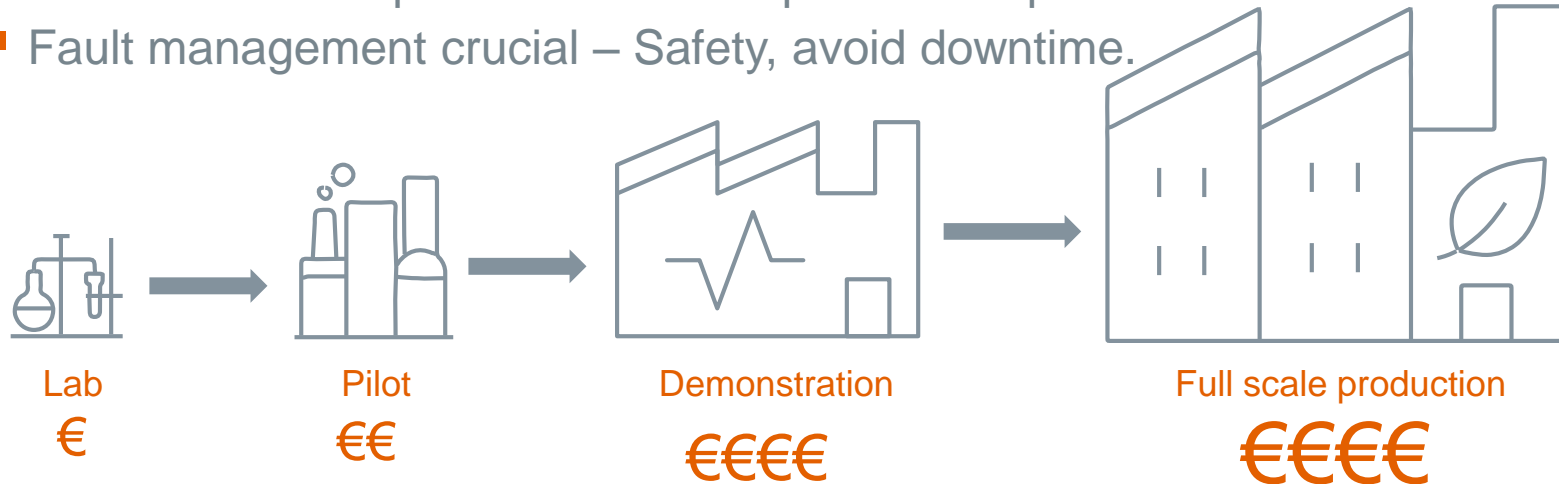 Fault management crucial – Safety, avoid downtime.
Lab
Pilot
Demonstration
Full scale production
€
€€
€€€€
€€€€